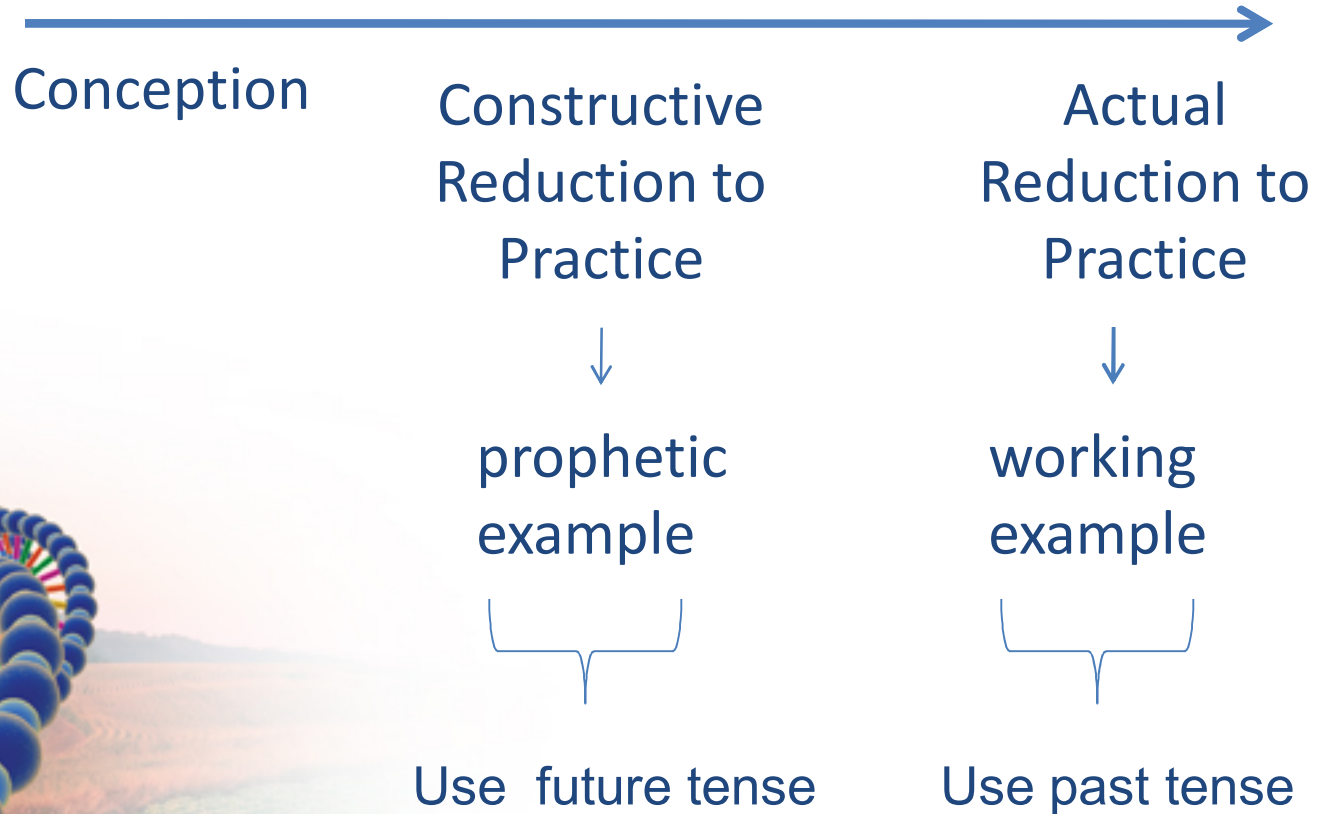 Conception
Constructive
Reduction to
Practice
Actual
Reduction to
Practice
prophetic
example
working
example
Use future tense
Use past tense